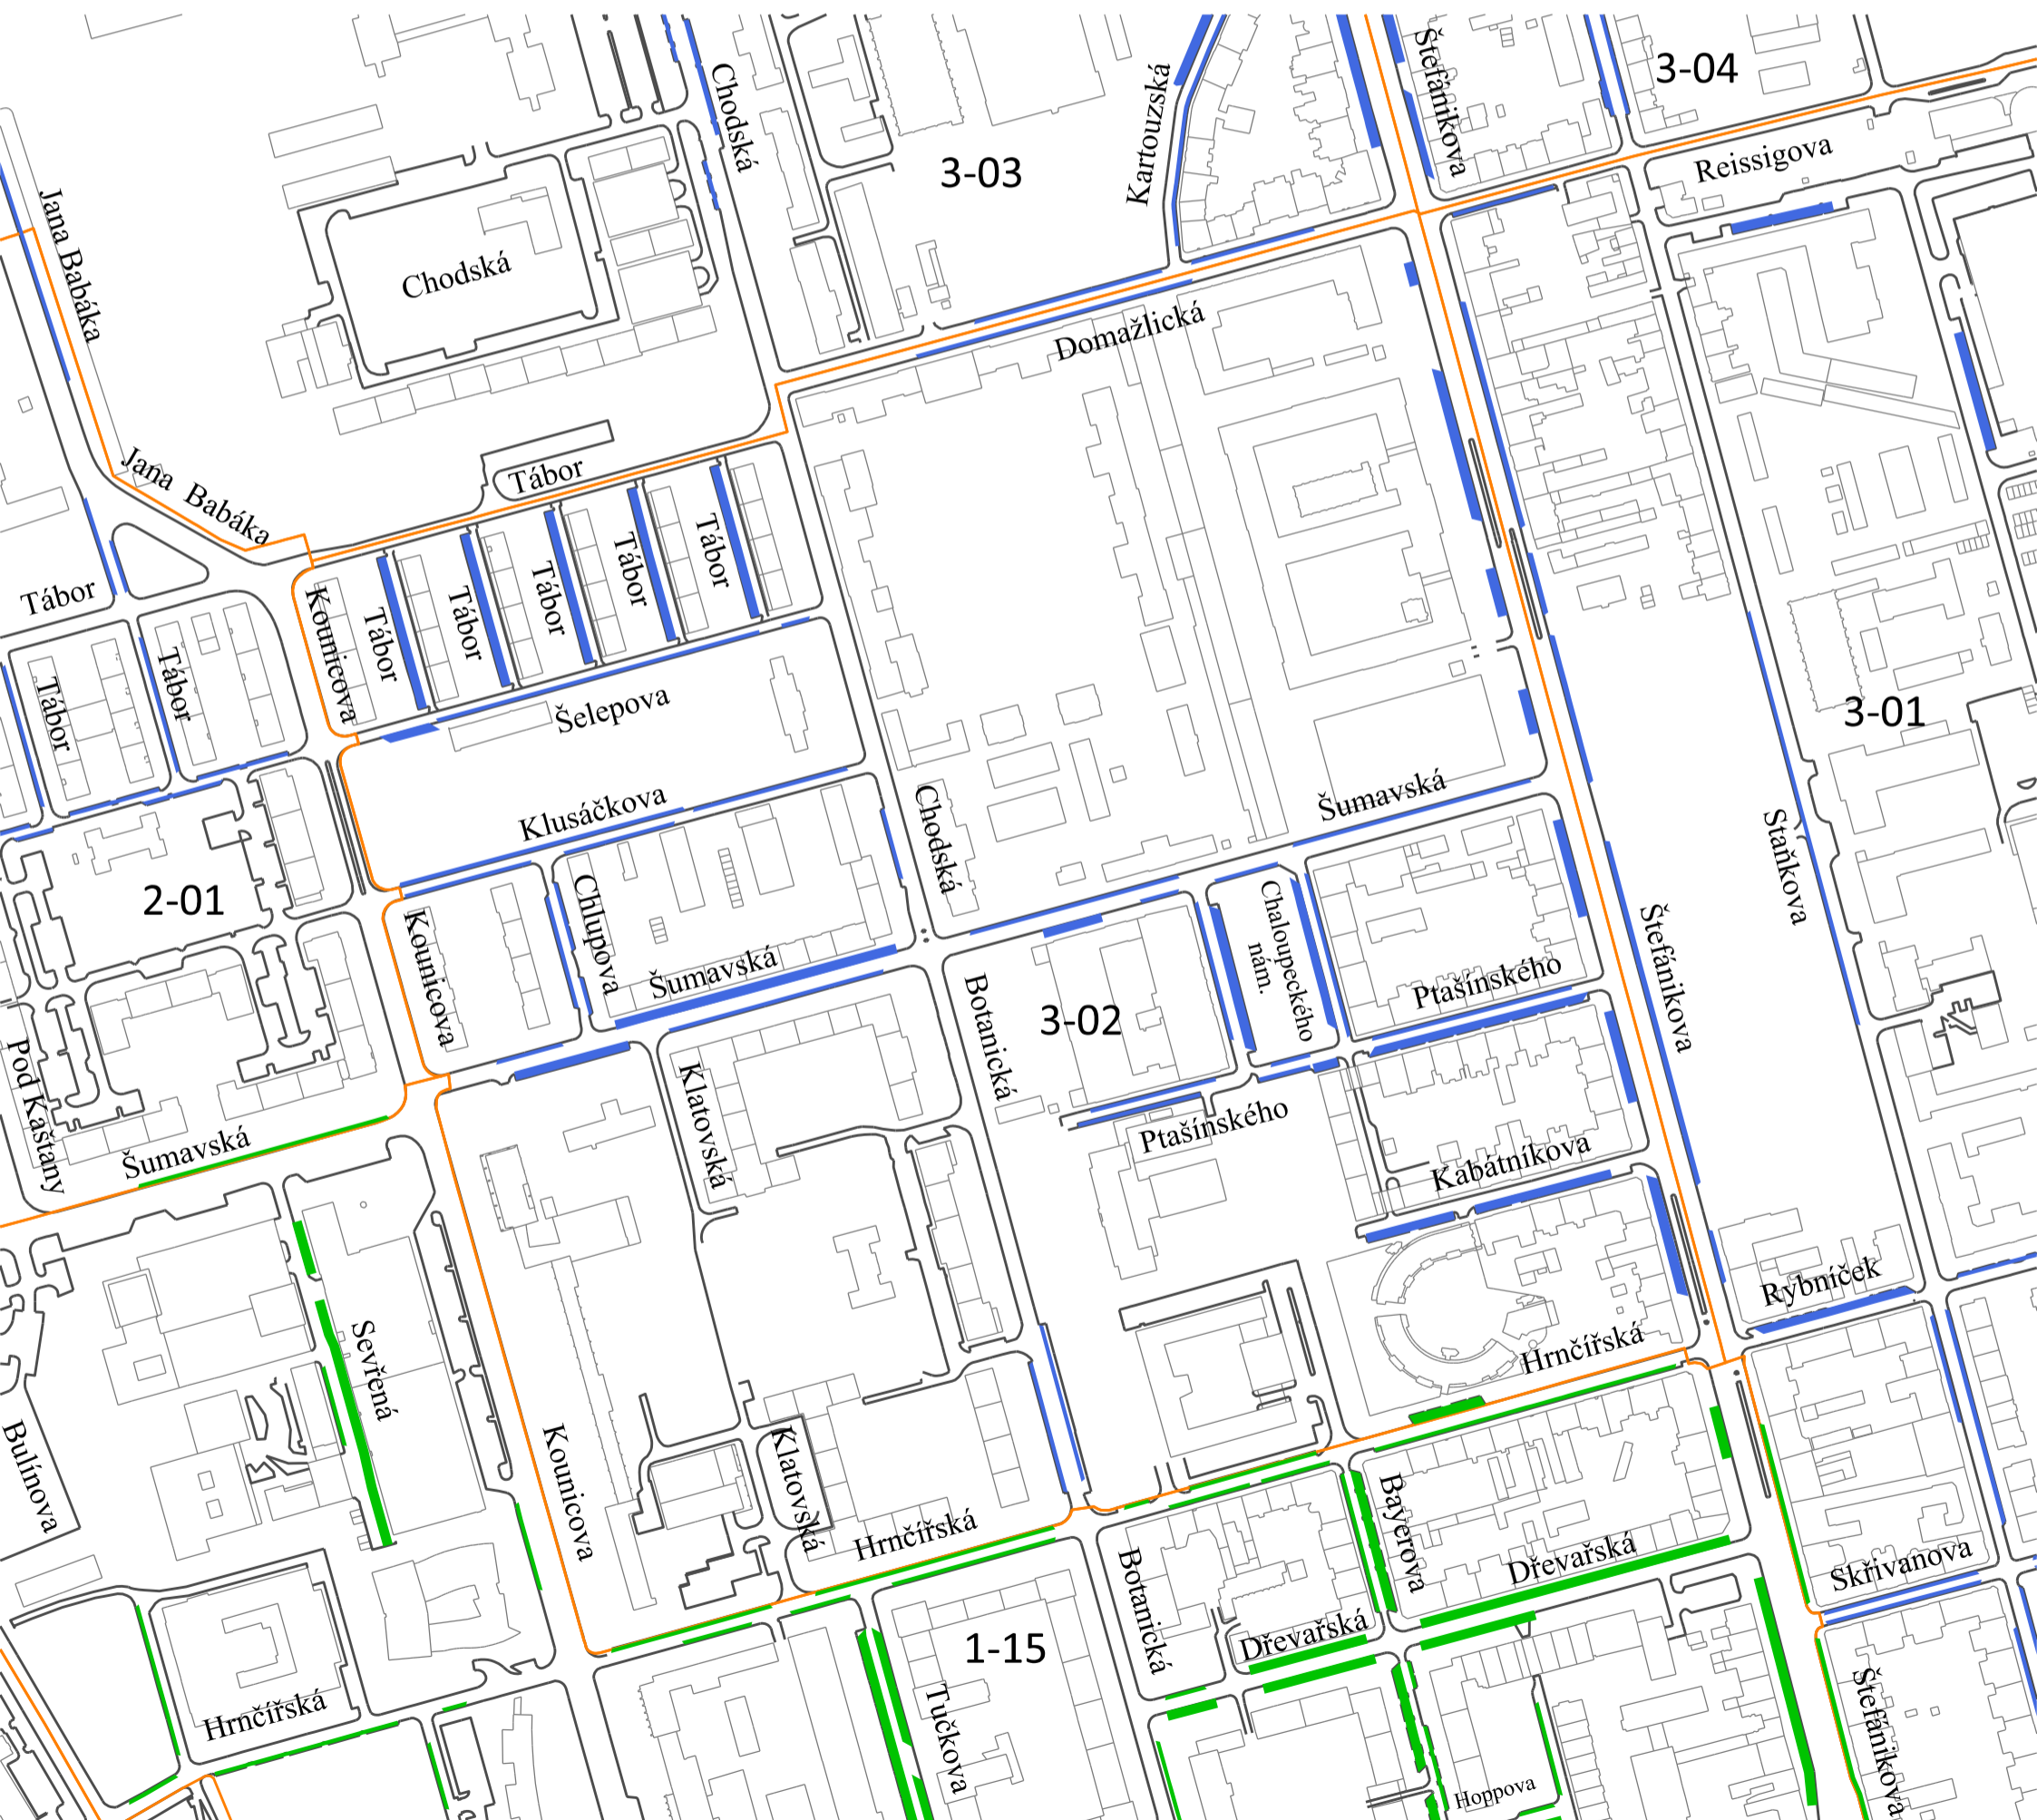 Štefánikova
3-04
Chodská
Kartouzská
Reissigova
3-03
Jana Babáka
Chodská
Domažlická
Jana Babáka
Tábor
Tábor
Tábor
Tábor
Tábor
Tábor
Tábor
Kounicova
Tábor
Tábor
Šelepova
3-01
Klusáčkova
Šumavská
Chodská
Staňkova
2-01
Chlupova
Kounicova
Chaloupeckého
nám.
Štefánikova
Šumavská
Ptašínského
Botanická
3-02
Pod Kaštany
Klatovská
Ptašínského
Šumavská
Kabátníkova
Rybníček
Sevřená
Hrnčířská
Bulínova
Kounicova
Klatovská
Hrnčířská
Bayerova
Botanická
Dřevařská
Skřivanova
Dřevařská
1-15
Tučkova
Hrnčířská
Štefánikova
Hoppova